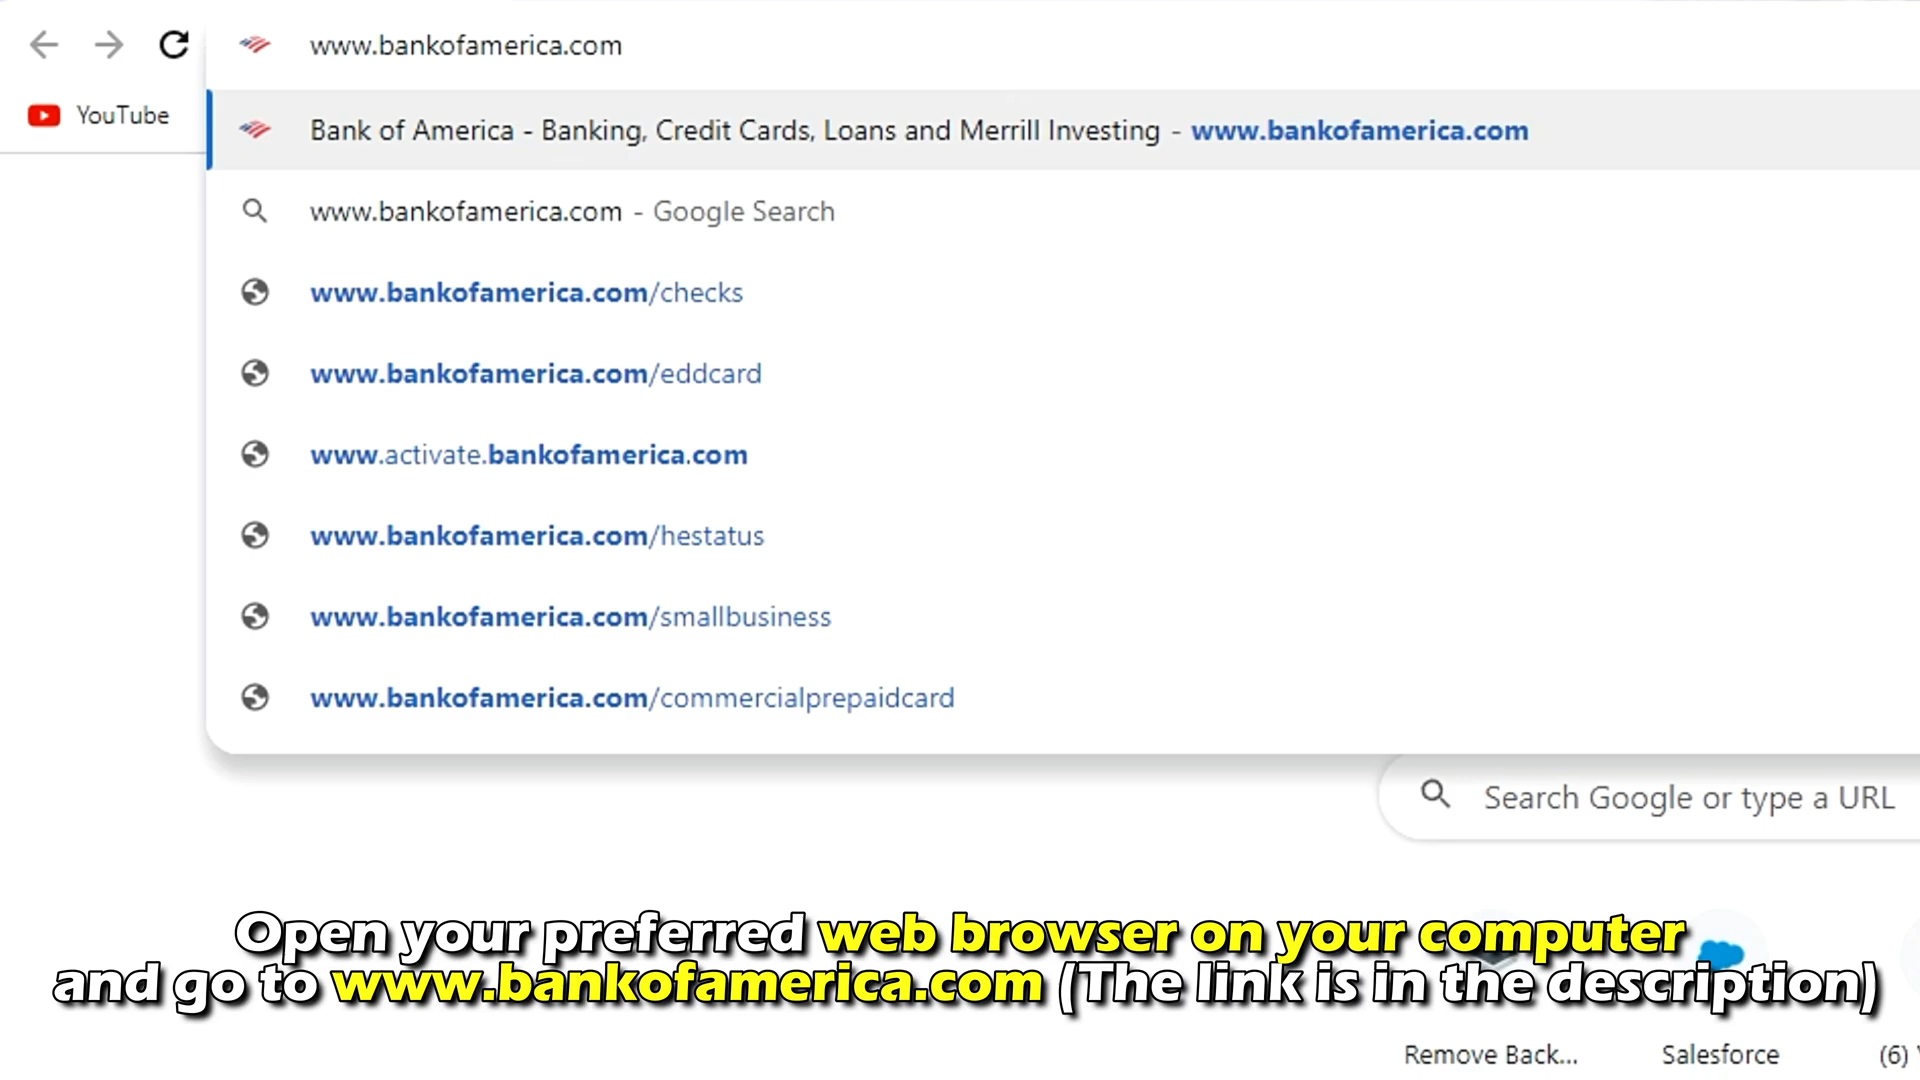 www.bankofamerica.com
YouTube
Bank of America - Banking, Credit Cards, Loans and Merrill Investing - www.bankofamerica.com
www.bankofamerica.com - Google Search
www.bankofamerica.com/checks
www.bankofamerica.com/eddcard
www.activate.bankofamerica.com
www.bankofamerica.com/hestatus
www.bankofamerica.com/smallbusiness
www.bankofamerica.com/commercialprepaidcard
Search Google or type a URL
Open your preferred web browser on your computer
and go to www.bankofamerica.com (The link is in the description)
Remove Back... Salesforce (6)